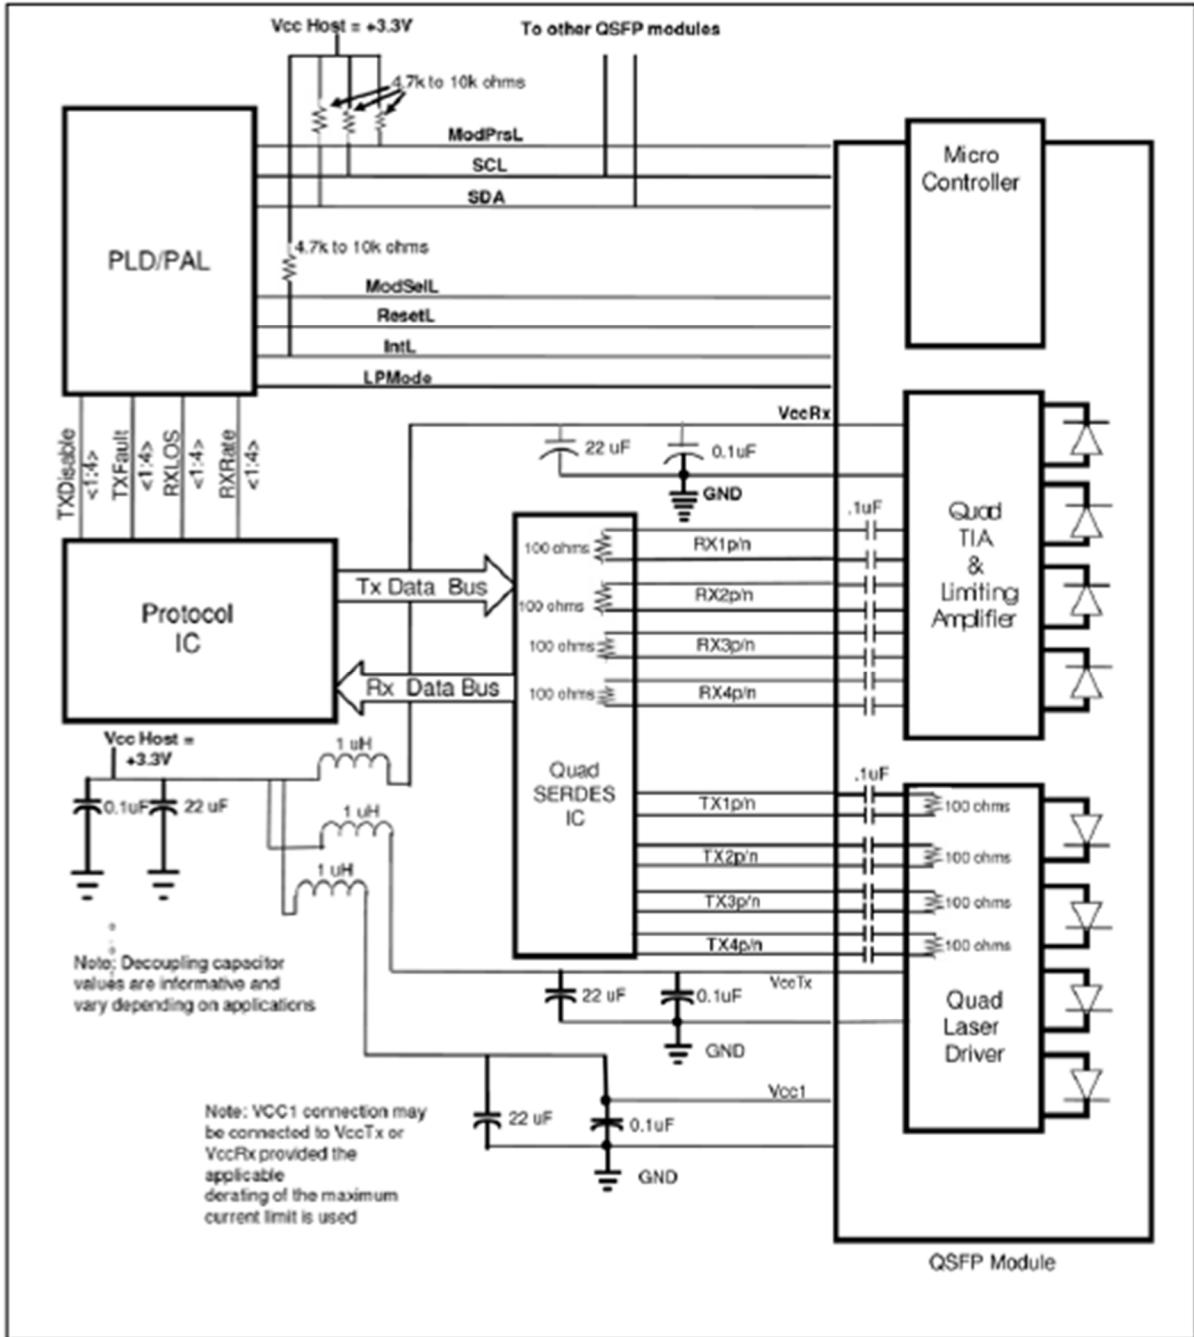 Vcc Host = +3.3V
To other QSFP modules
4.7k to 10k ohms
ModPrsL
SCL
SDA
Micro
Controller
PLD/PAL
4.7k to 10k ohms
ModSelL
ResetL
IntL
LPMode
TXDisable
<1:4>
TXFault
<1:4>
RXLOS
<1:4>
RXRate
<1:4>
VccRx
22 uF
0.1uF
GND
.1uF
Quad
TIA
&
Limiting
Amplifier
100 ohms
RX1p/n
100 ohms
RX2p/n
100 ohms
RX3p/n
100 ohms
RX4p/n
Tx Data Bus
Protocol
IC
Rx Data Bus
Vcc Host =
+3.3V
0.1uF
22 uF
1 uH
1 uH
1 uH
Quad
SERDES
IC
.1uF
TX1p/n
100 ohms
TX2p/n
100 ohms
TX3p/n
100 ohms
TX4p/n
100 ohms
Note: Decoupling capacitor
values are informative and
vary depending on applications
22 uF
0.1uF
VccTx
GND
Quad
Laser
Driver
Vcc1
22 uF
0.1uF
GND
Note: VCC1 connection may
be connected to VccTx or
VccRx provided the
applicable
derating of the maximum
current limit is used
QSFP Module